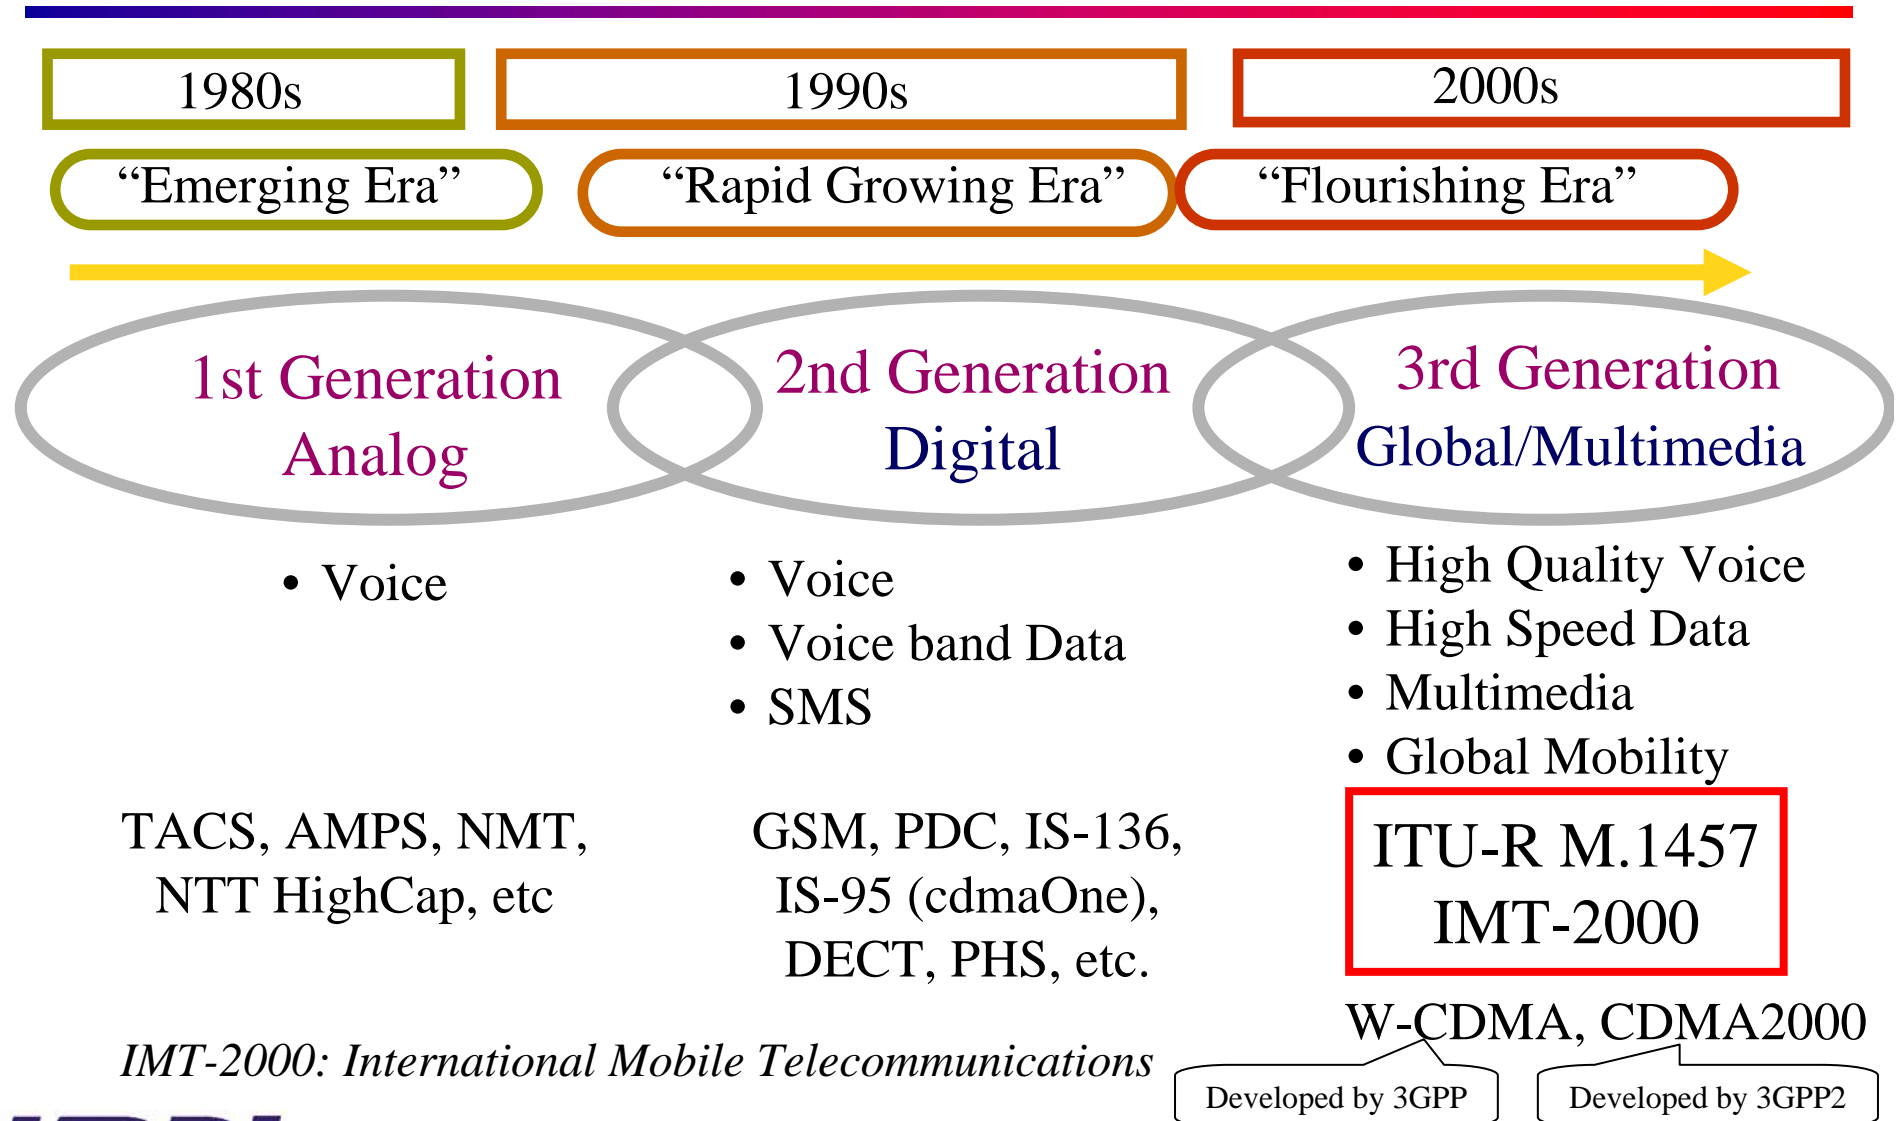 1980s
1990s
2000s
“Emerging Era”
“Rapid Growing Era”
“Flourishing Era”
1st Generation
Analog
2nd Generation
Digital
3rd Generation
Global/Multimedia
• Voice
• Voice
• Voice band Data
• SMS
• High Quality Voice
• High Speed Data
• Multimedia
• Global Mobility
TACS, AMPS, NMT,
NTT HighCap, etc
GSM, PDC, IS-136,
IS-95 (cdmaOne),
DECT, PHS, etc.
ITU-R M.1457
IMT-2000
W-CDMA, CDMA2000
IMT-2000: International Mobile Telecommunications
Developed by 3GPP
Developed by 3GPP2